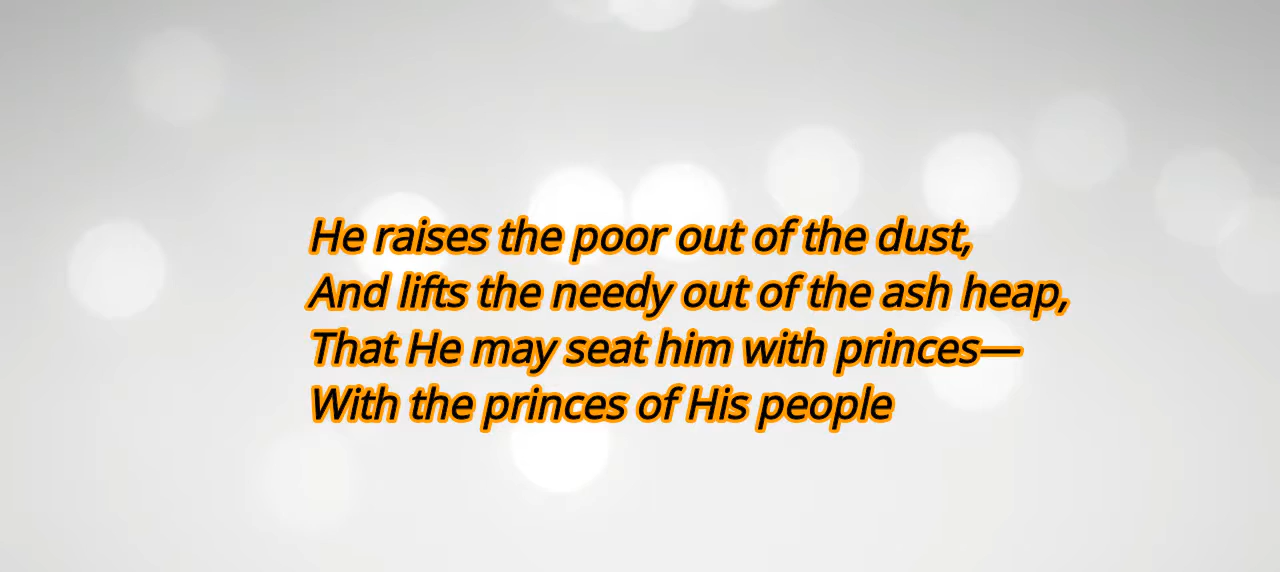 He raises the poor out of the dust,
And lifts the needy out of the ash heap,
That He may seat him with princes—
With the princes of His people